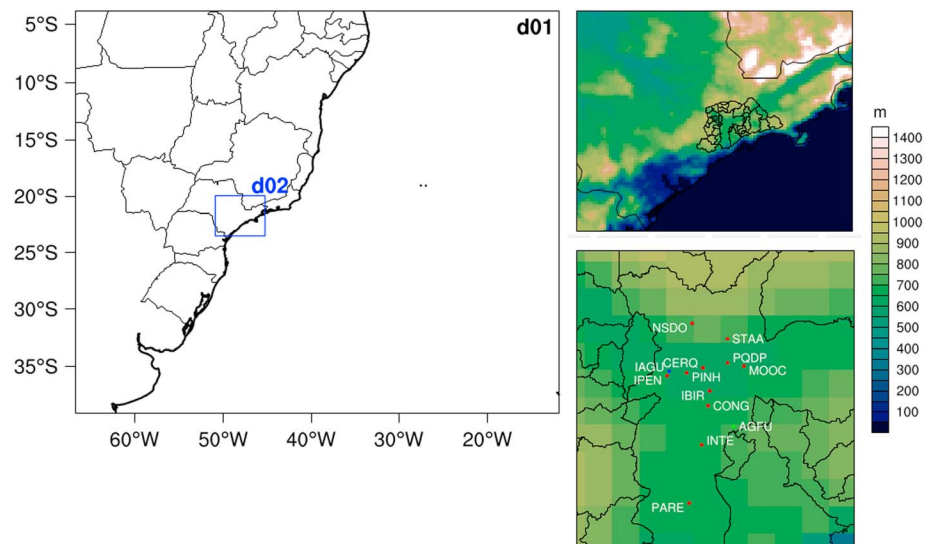 5°S
d01
10°S
15°S
20°S
d02
25°S
30°S
35°S
60°W
50°W
40°W
30°W
20°W
m
1400
1300
1200
1100
1000
900
800
700
600
500
400
300
200
100
NSDO
STAA
IAGU
CERQ
PQDP
MOOC
IPEN
PINH
IBIR
CONG
AGFU
INTE
PARE